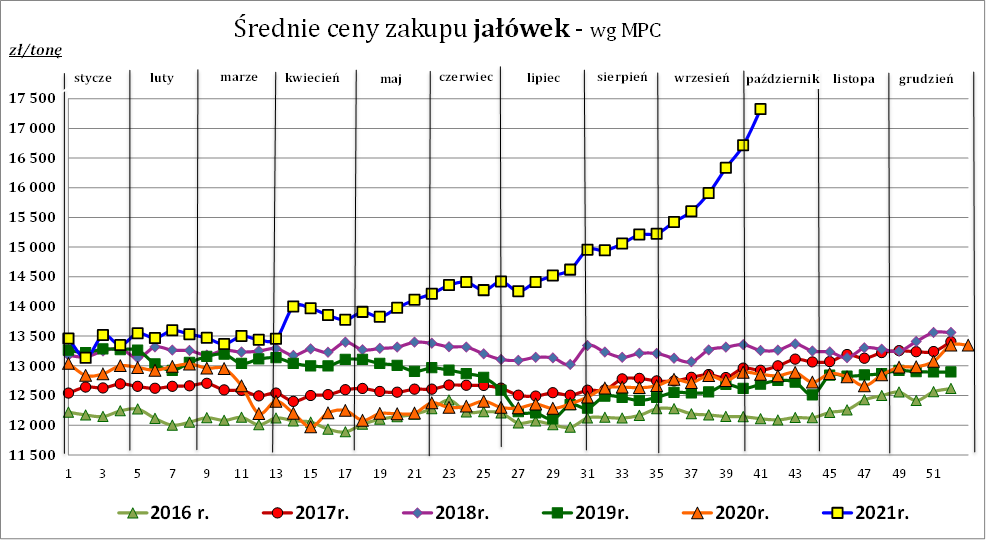 Średnie ceny zakupu jałówek - wg MPC
zł/tonę
stycze luty marze kwiecień maj czerwiec lipiec sierpień wrzesień październik listopa grudzień
17 500
17 000
16 500
16 000
15 500
15 000
14 500
14 000
13 500
13 000
12 500
12 000
11 500
1 3 5 7 9 11 13 15 17 19 21 23 25 27 29 31 33 35 37 39 41 43 45 47 49 51
2016 r. 2017r. 2018r. 2019r. 2020r. 2021r.